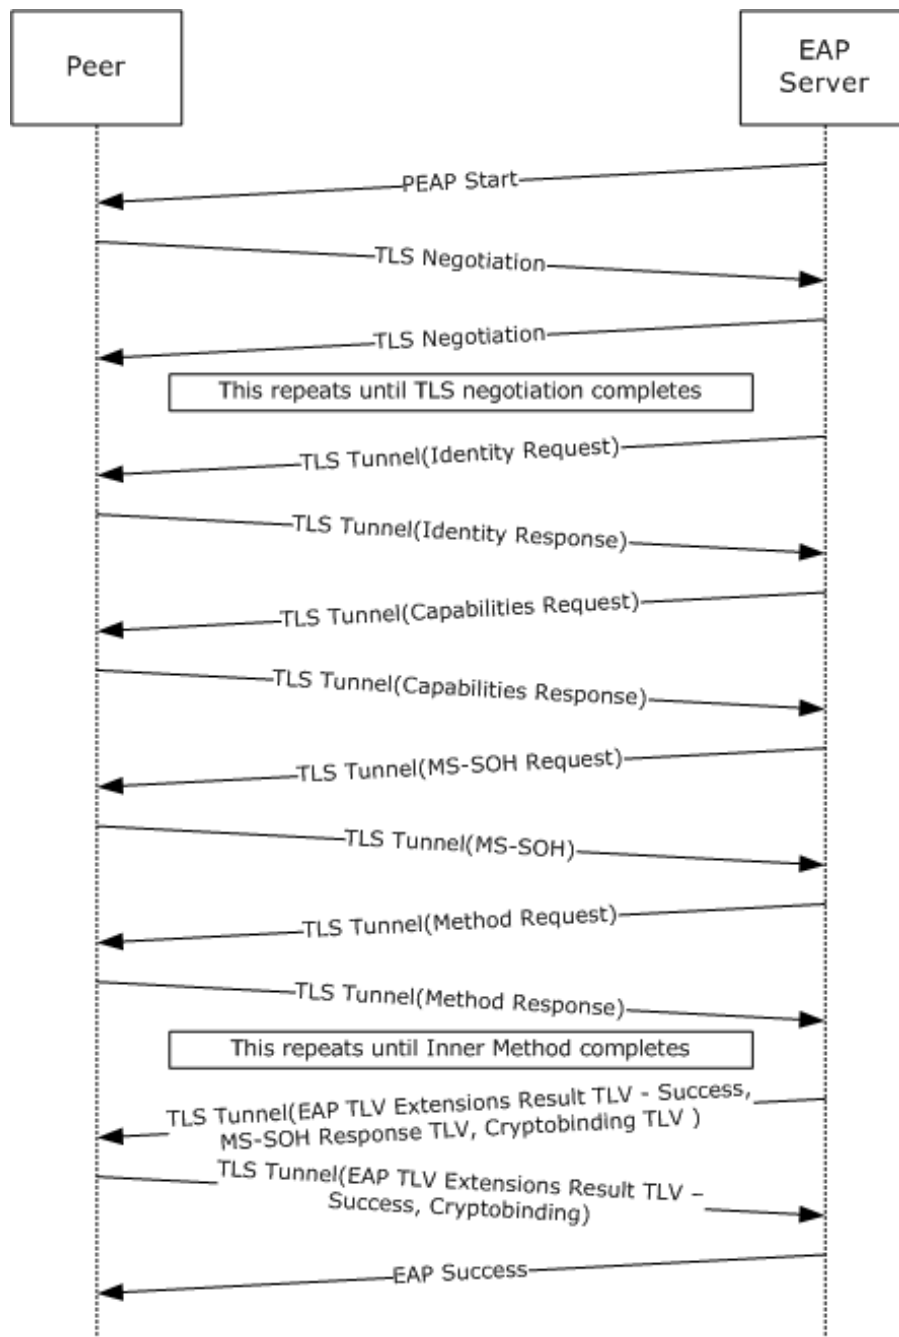 Peer
EAP
Server
PEAP Start
TLS Negotiation
TLS Negotiation
This repeats until TLS negotiation completes
TLS Tunnel(Identity Request)
TLS Tunnel(Identity Response)
TLS Tunnel(Capabilities Request)
TLS Tunnel(Capabilities Response)
TLS Tunnel(MS-SOH Request)
TLS Tunnel(MS-SOH)
TLS Tunnel(Method Request)
TLS Tunnel(Method Response)
This repeats until Inner Method completes
TLS Tunnel(EAP TLV Extensions Result TLV - Success,
MS-SOH Response TLV, Cryptobinding TLV )
TLS Tunnel(EAP TLV Extensions Result TLV –
Success, Cryptobinding)
EAP Success